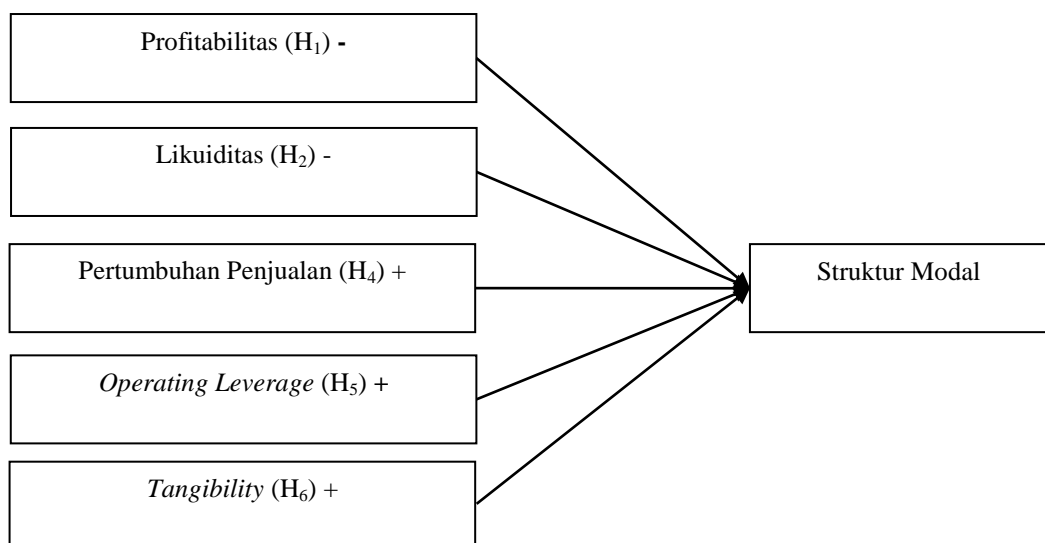 Profitabilitas (H₁) -
Likuiditas (H₂) -
Pertumbuhan Penjualan (H₄) +
Struktur Modal
Operating Leverage (H₅) +
Tangibility (H₆) +